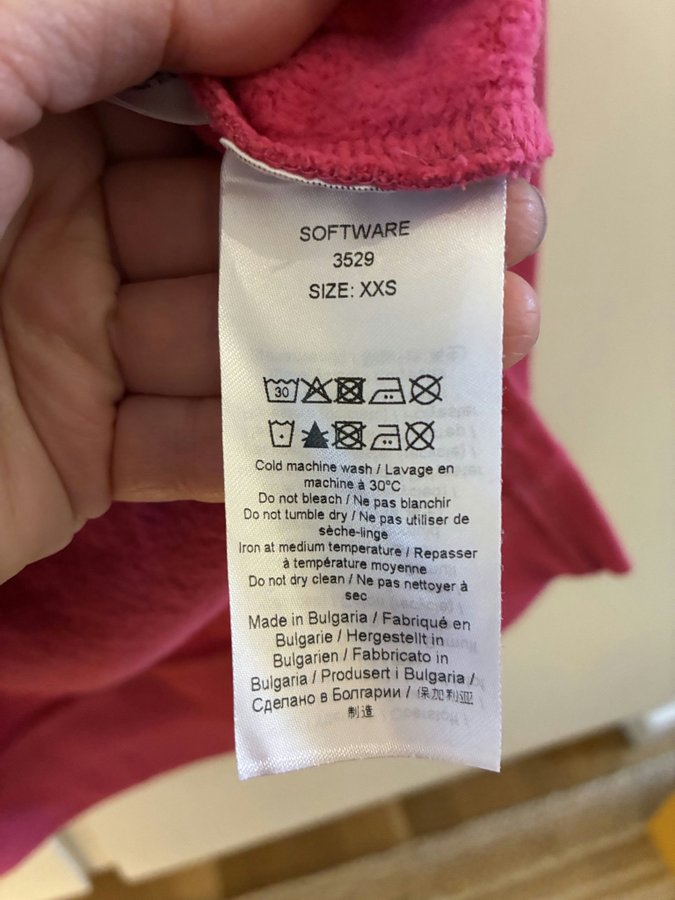 SOFTWARE
3529
SIZE: XXS
30
Cold machine wash / Lavage en
machine à 30°C
Do not bleach / Ne pas blanchir
Do not tumble dry / Ne pas utiliser de
sèche-linge
Iron at medium temperature / Repasser
à température moyenne
Do not dry clean / Ne pas nettoyer à
sec
Made in Bulgaria / Fabriqué en
Bulgarie / Hergestellt in
Bulgarien / Fabbricato in
Bulgaria / Produsert i Bulgaria /
Сделано в Болгарии / 保加利亚
制造